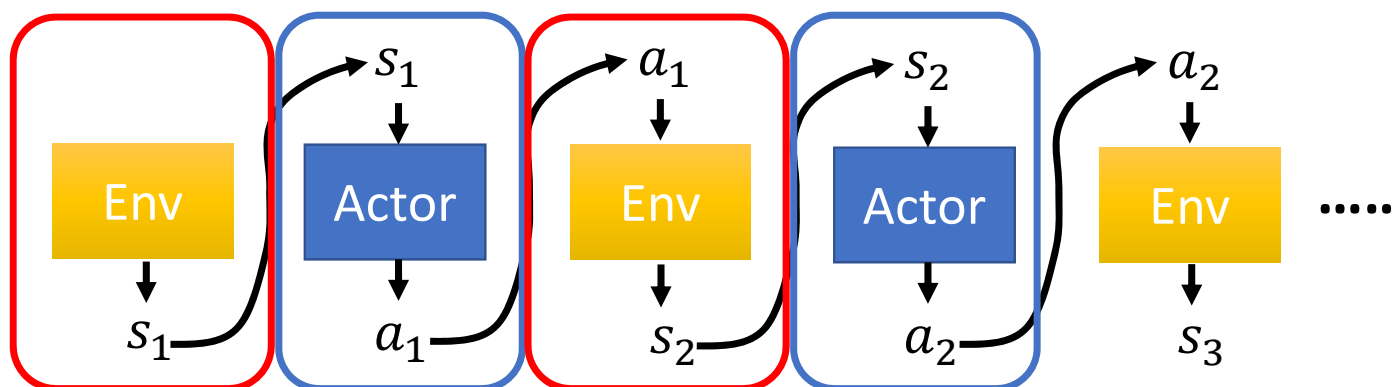 s₁ a₁ s₂ a₂
Env Actor Env Actor Env .....
s₁ a₁ s₂ a₂ s₃